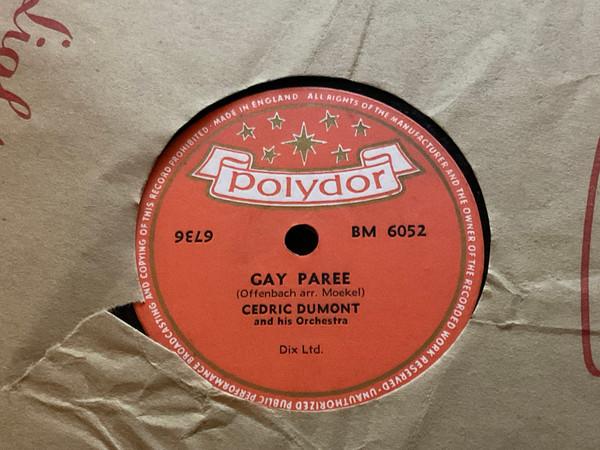 MADE IN ENGLAND ALL RIGHTS OF THE MANUFACTURER AND THE OWNER OF THE RECORDED WORK RESERVED · UNAUTHORIZED PUBLIC PERFORMANCE BROADCASTING AND COPYING OF THIS RECORD PROHIBITED ·
polydor
6736 BM 6052
GAY PAREE
(Offenbach arr. Moekel)
CEDRIC DUMONT
and his Orchestra
Dix Ltd.